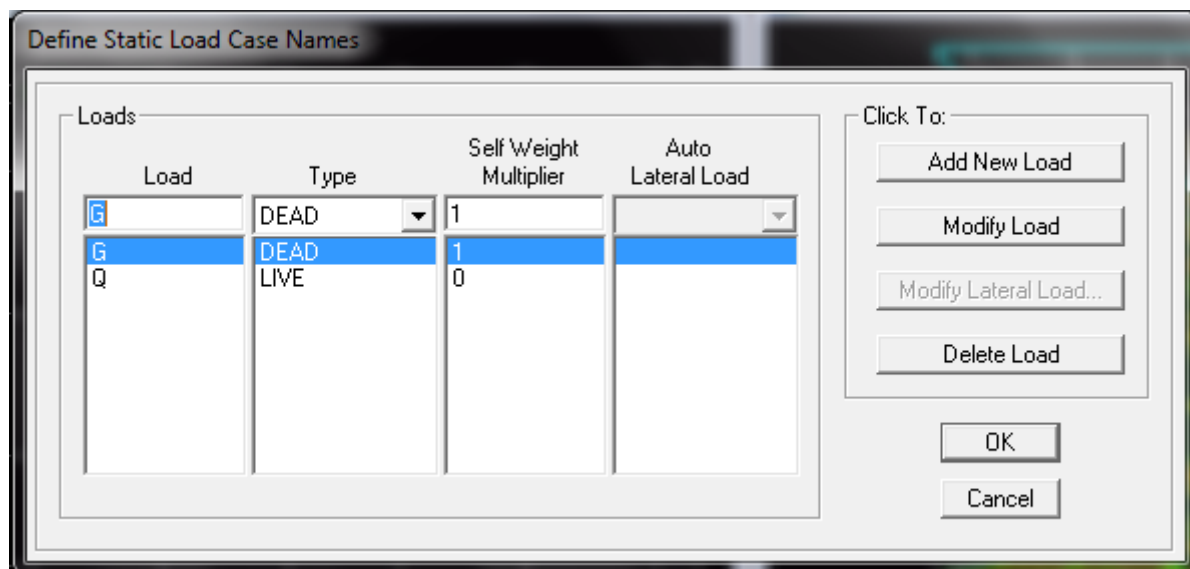 Define Static Load Case Names
Loads
Load Type Self Weight Multiplier Auto Lateral Load
G DEAD 1
G DEAD 1
Q LIVE 0
Click To:
Add New Load
Modify Load
Modify Lateral Load...
Delete Load
OK
Cancel